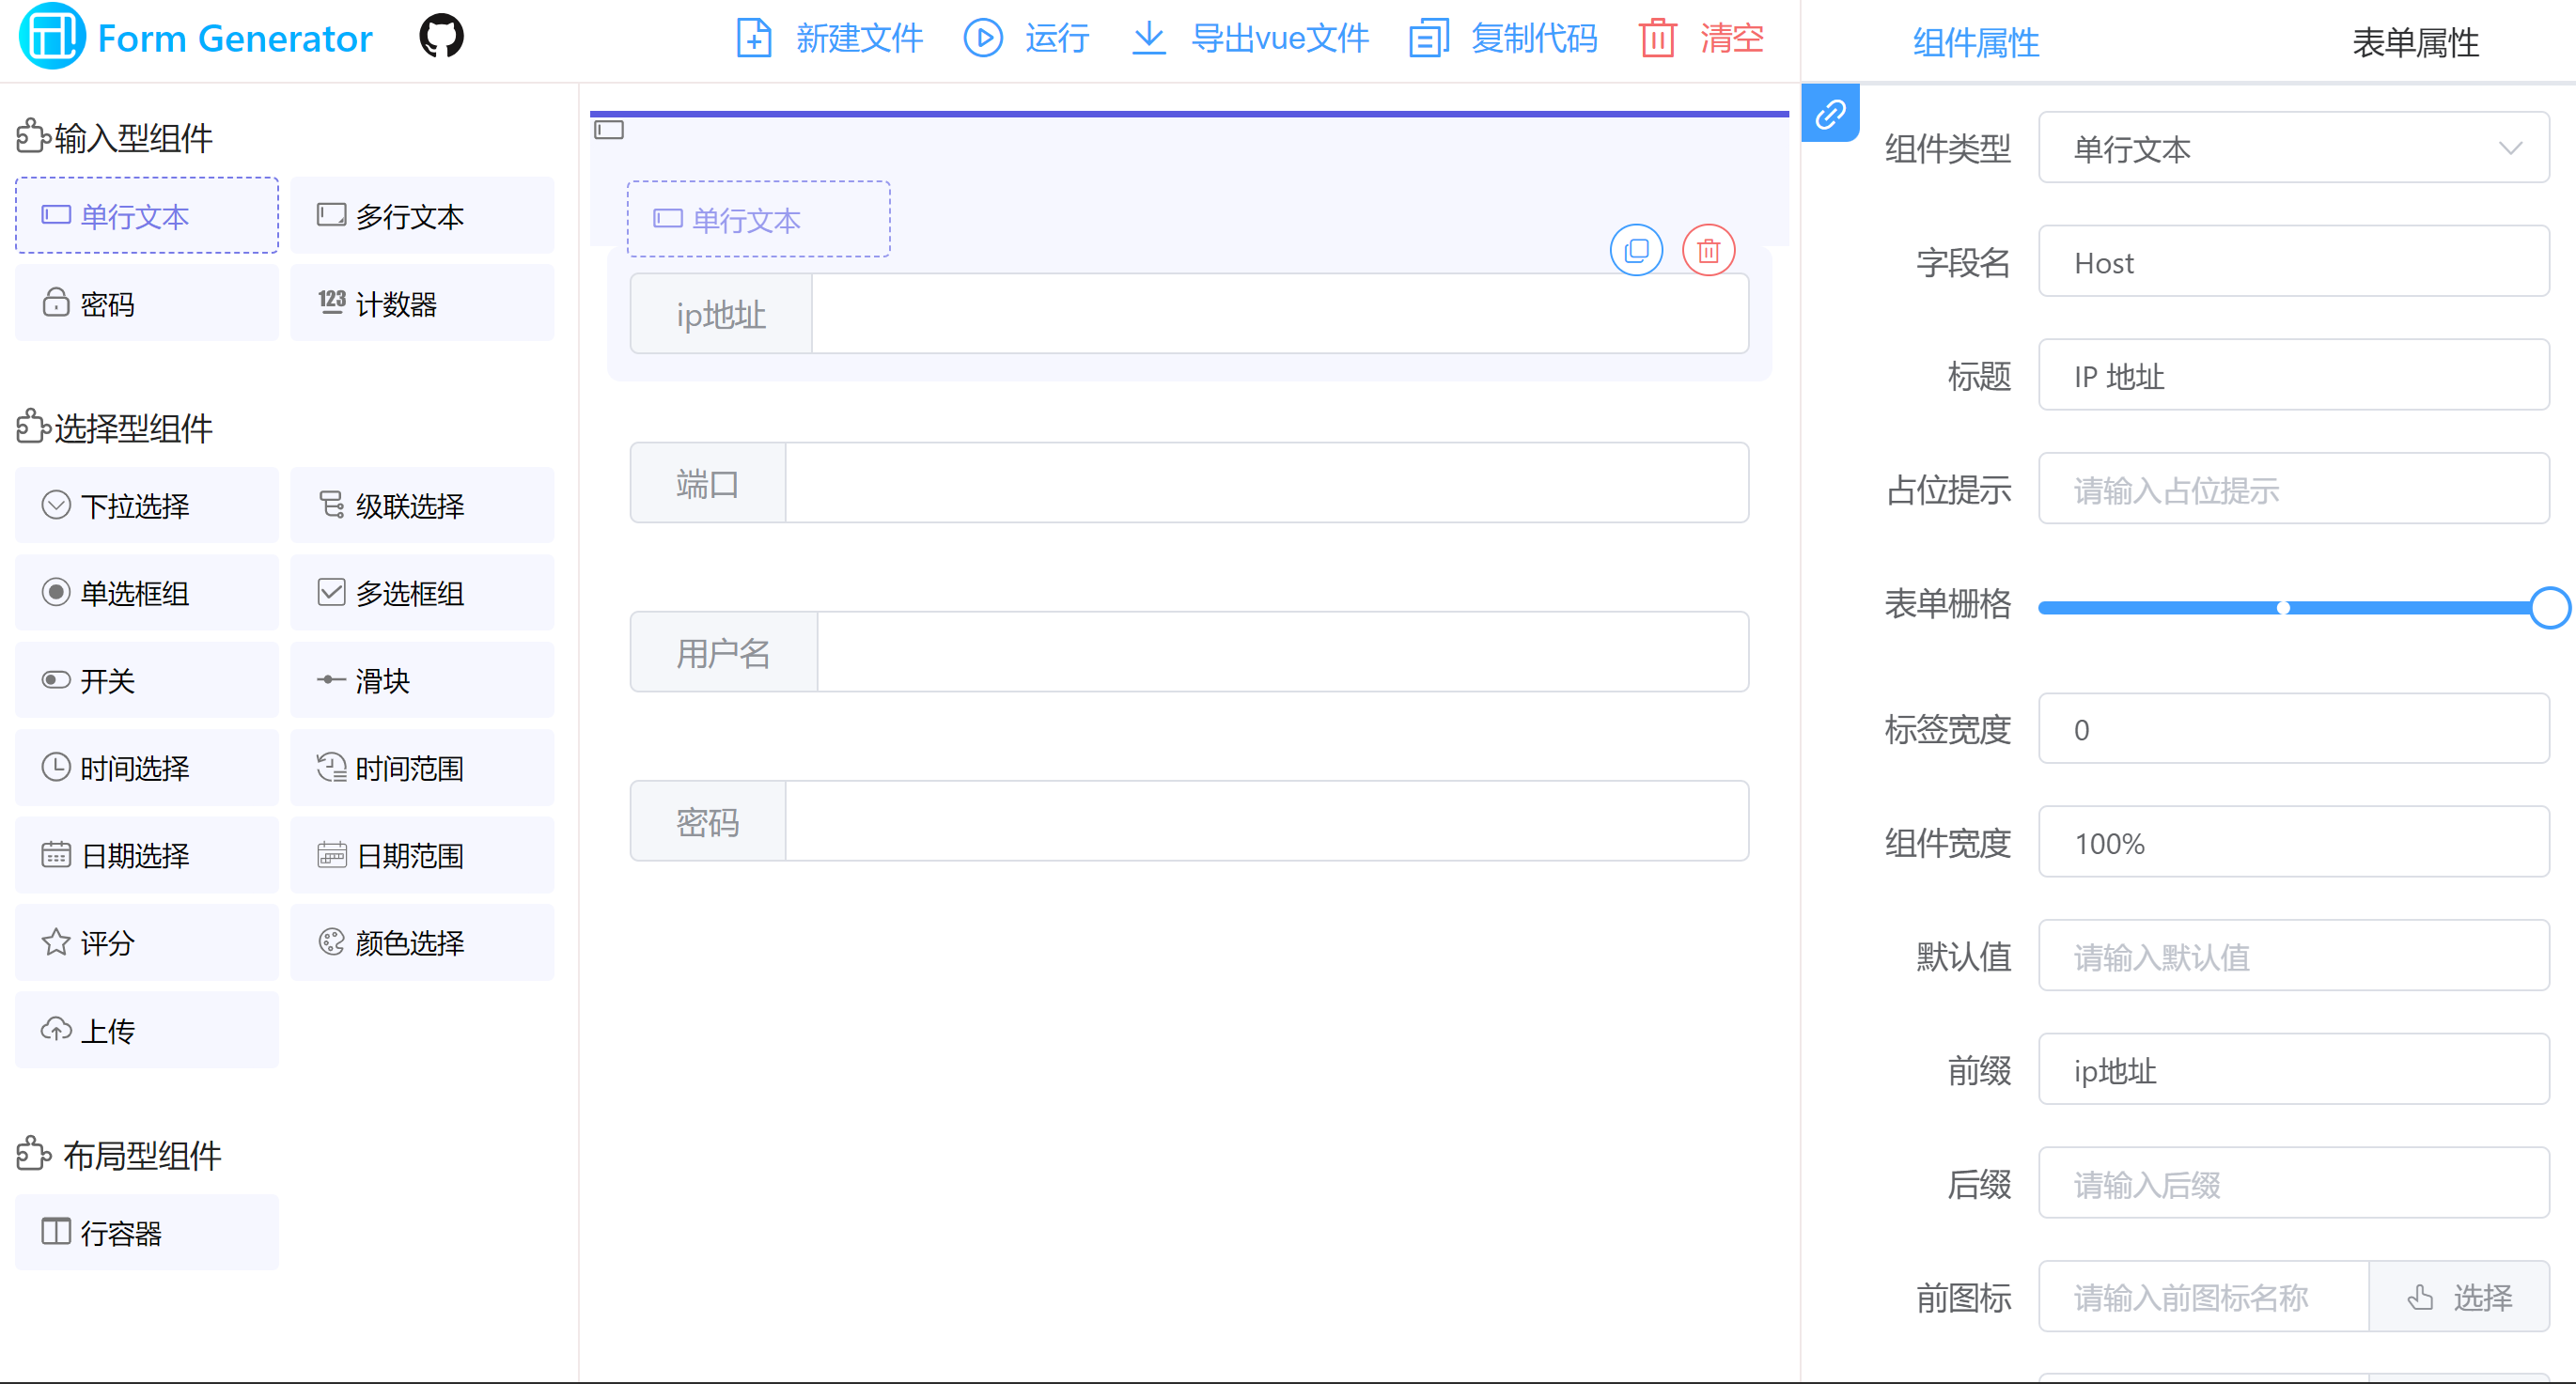 Form Generator
新建文件
运行
导出vue文件
复制代码
清空
组件属性
表单属性
输入型组件
单行文本
多行文本
密码
123 计数器
选择型组件
下拉选择
级联选择
单选框组
多选框组
开关
滑块
时间选择
时间范围
日期选择
日期范围
评分
颜色选择
上传
布局型组件
行容器
单行文本
ip地址
端口
用户名
密码
组件类型
单行文本
字段名
Host
标题
IP 地址
占位提示
请输入占位提示
表单栅格
标签宽度
0
组件宽度
100%
默认值
请输入默认值
前缀
ip地址
后缀
请输入后缀
前图标
请输入前图标名称
选择